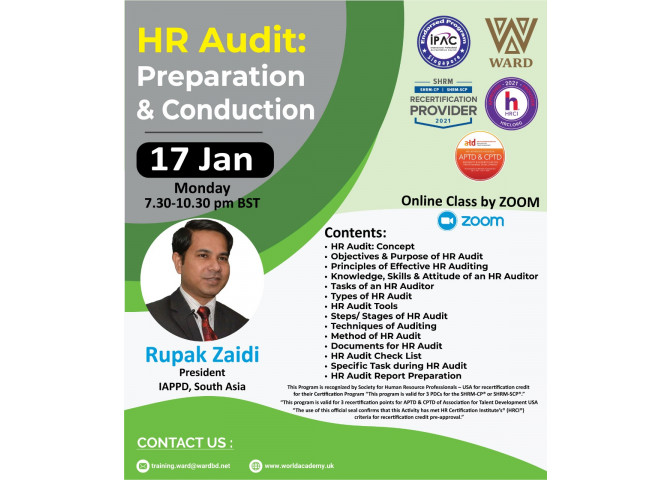 HR Audit:
Preparation
& Conduction
17 Jan
Monday
7.30-10.30 pm BST
Endorsed Program
iPAC
Singapore
WARD
SHRM
SHRM-CP | SHRM-SCP
RECERTIFICATION
PROVIDER
2021
2021
h
HRCI
HRCI.ORG
atd
APTD & CPTD
Online Class by ZOOM
zoom
Rupak Zaidi
President
IAPPD, South Asia
Contents:
• HR Audit: Concept
• Objectives & Purpose of HR Audit
• Principles of Effective HR Auditing
• Knowledge, Skills & Attitude of an HR Auditor
• Tasks of an HR Auditor
• Types of HR Audit
• HR Audit Tools
• Steps/ Stages of HR Audit
• Techniques of Auditing
• Method of HR Audit
• Documents for HR Audit
• HR Audit Check List
• Specific Task during HR Audit
• HR Audit Report Preparation
This Program is recognized by Society for Human Resource Professionals – USA for recertification credit
for their Certification Program "This program is valid for 3 PDCs for the SHRM-CP® or SHRM-SCP®."
"This program is valid for 3 recertification points for APTD & CPTD of Association for Talent Development USA
"The use of this official seal confirms that this Activity has met HR Certification Institute's® (HRCI®)
criteria for recertification credit pre-approval."
CONTACT US :
training.ward@wardbd.net
www.worldacademy.uk